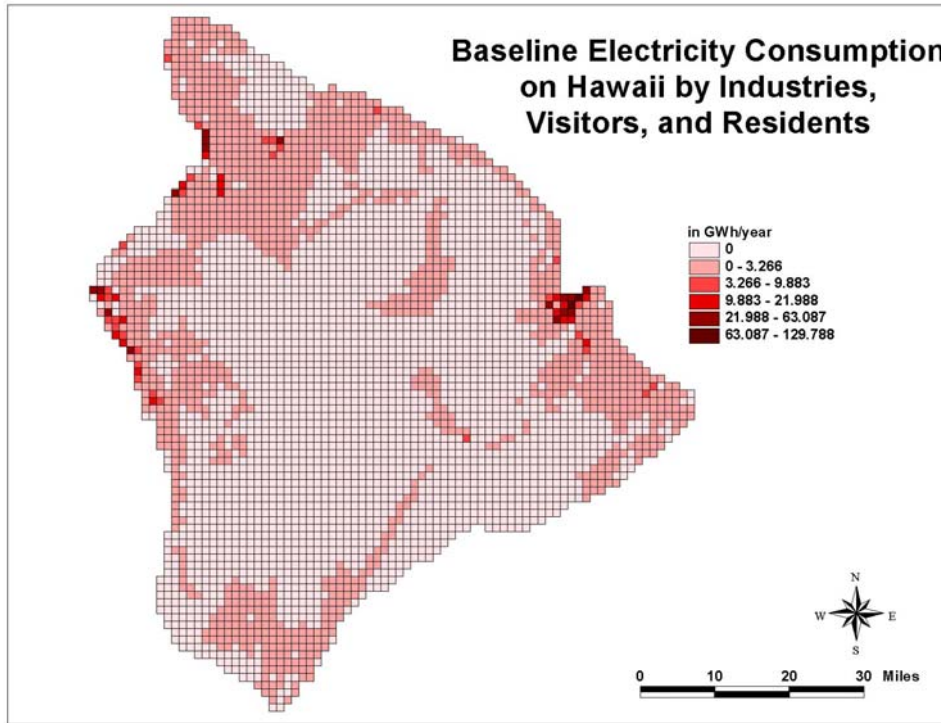 Baseline Electricity Consumption
on Hawaii by Industries,
Visitors, and Residents
in GWh/year
0
0 - 3.266
3.266 - 9.883
9.883 - 21.988
21.988 - 63.087
63.087 - 129.788
N
W E
S
0 10 20 30 Miles